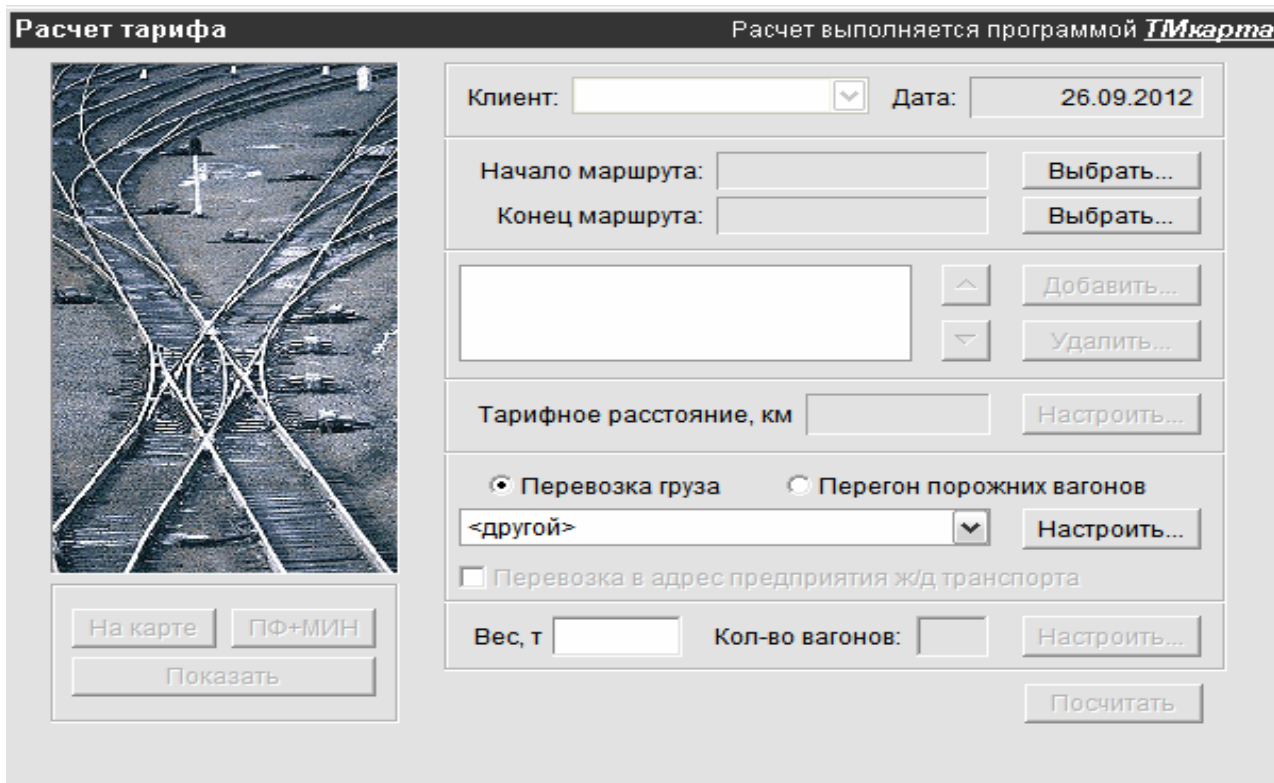 Расчет тарифа Расчет выполняется программой ТМкарта
Клиент: Дата: 26.09.2012
Начало маршрута: Выбрать...
Конец маршрута: Выбрать...
Добавить...
Удалить...
Тарифное расстояние, км Настроить...
Перевозка груза Перегон порожних вагонов
<другой> Настроить...
Перевозка в адрес предприятия ж/д транспорта
На карте ПФ+МИН
Показать
Вес, т Кол-во вагонов: Настроить...
Посчитать